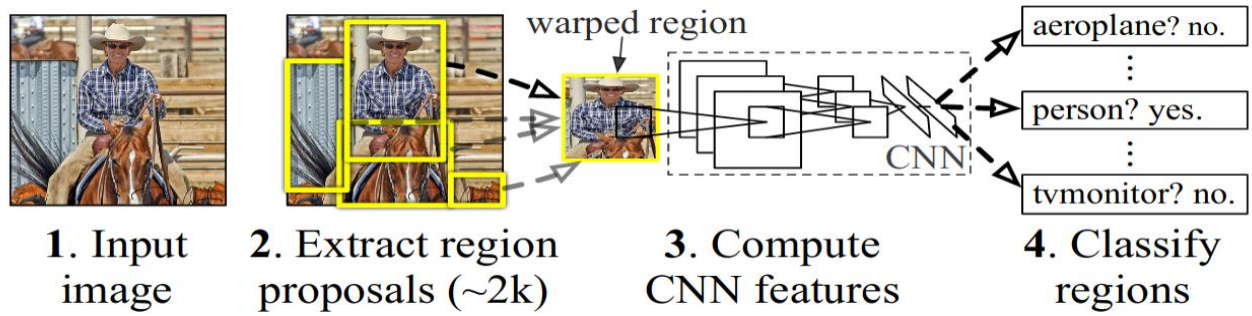 warped region
aeroplane? no.
⋮
person? yes.
⋮
tvmonitor? no.
CNN
1. Input
image
2. Extract region
proposals (~2k)
3. Compute
CNN features
4. Classify
regions